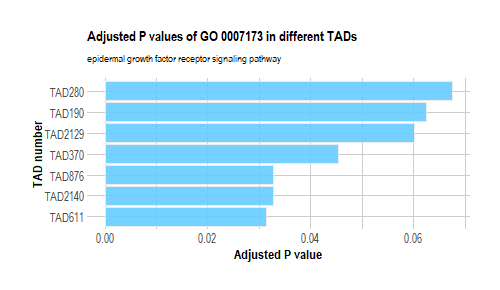 Adjusted P values of GO 0007173 in different TADs
epidermal growth factor receptor signaling pathway
TAD number
TAD280
TAD190
TAD2129
TAD370
TAD876
TAD2140
TAD611
0.00 0.02 0.04 0.06
Adjusted P value